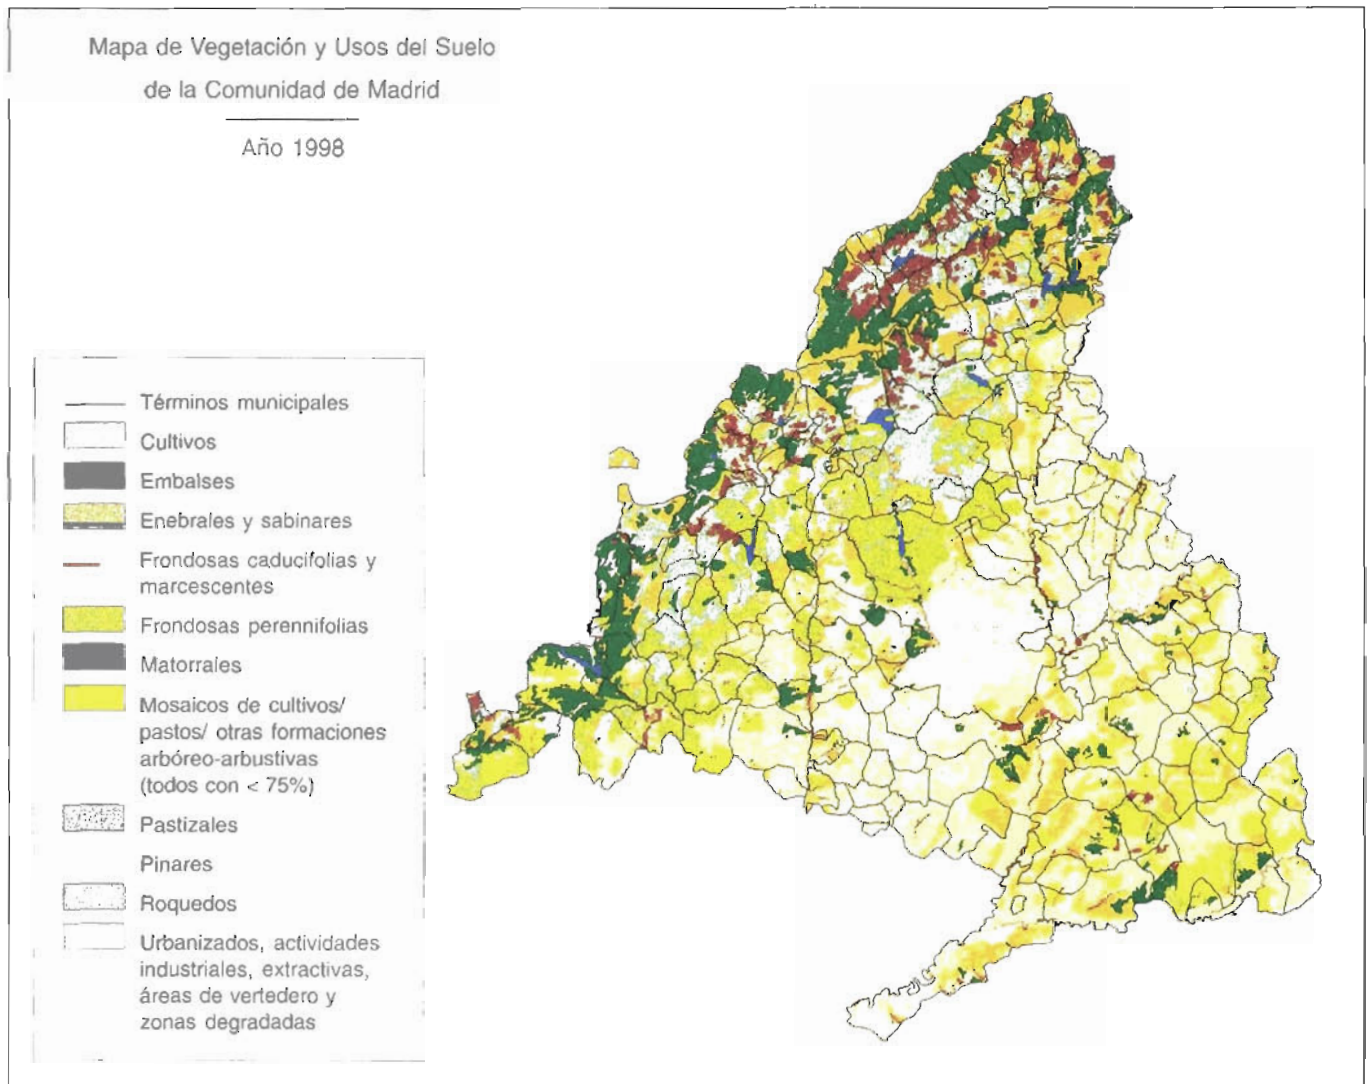 Mapa de Vegetación y Usos del Suelo
de la Comunidad de Madrid
Año 1998
Términos municipales
Cultivos
Embalses
Enebrales y sabinares
Frondosas caducifolias y
marcescentes
Frondosas perennifolias
Matorrales
Mosaicos de cultivos/
pastos/ otras formaciones
arbóreo-arbustivas
(todos con < 75%)
Pastizales
Pinares
Roquedos
Urbanizados, actividades
industriales, extractivas,
áreas de vertedero y
zonas degradadas